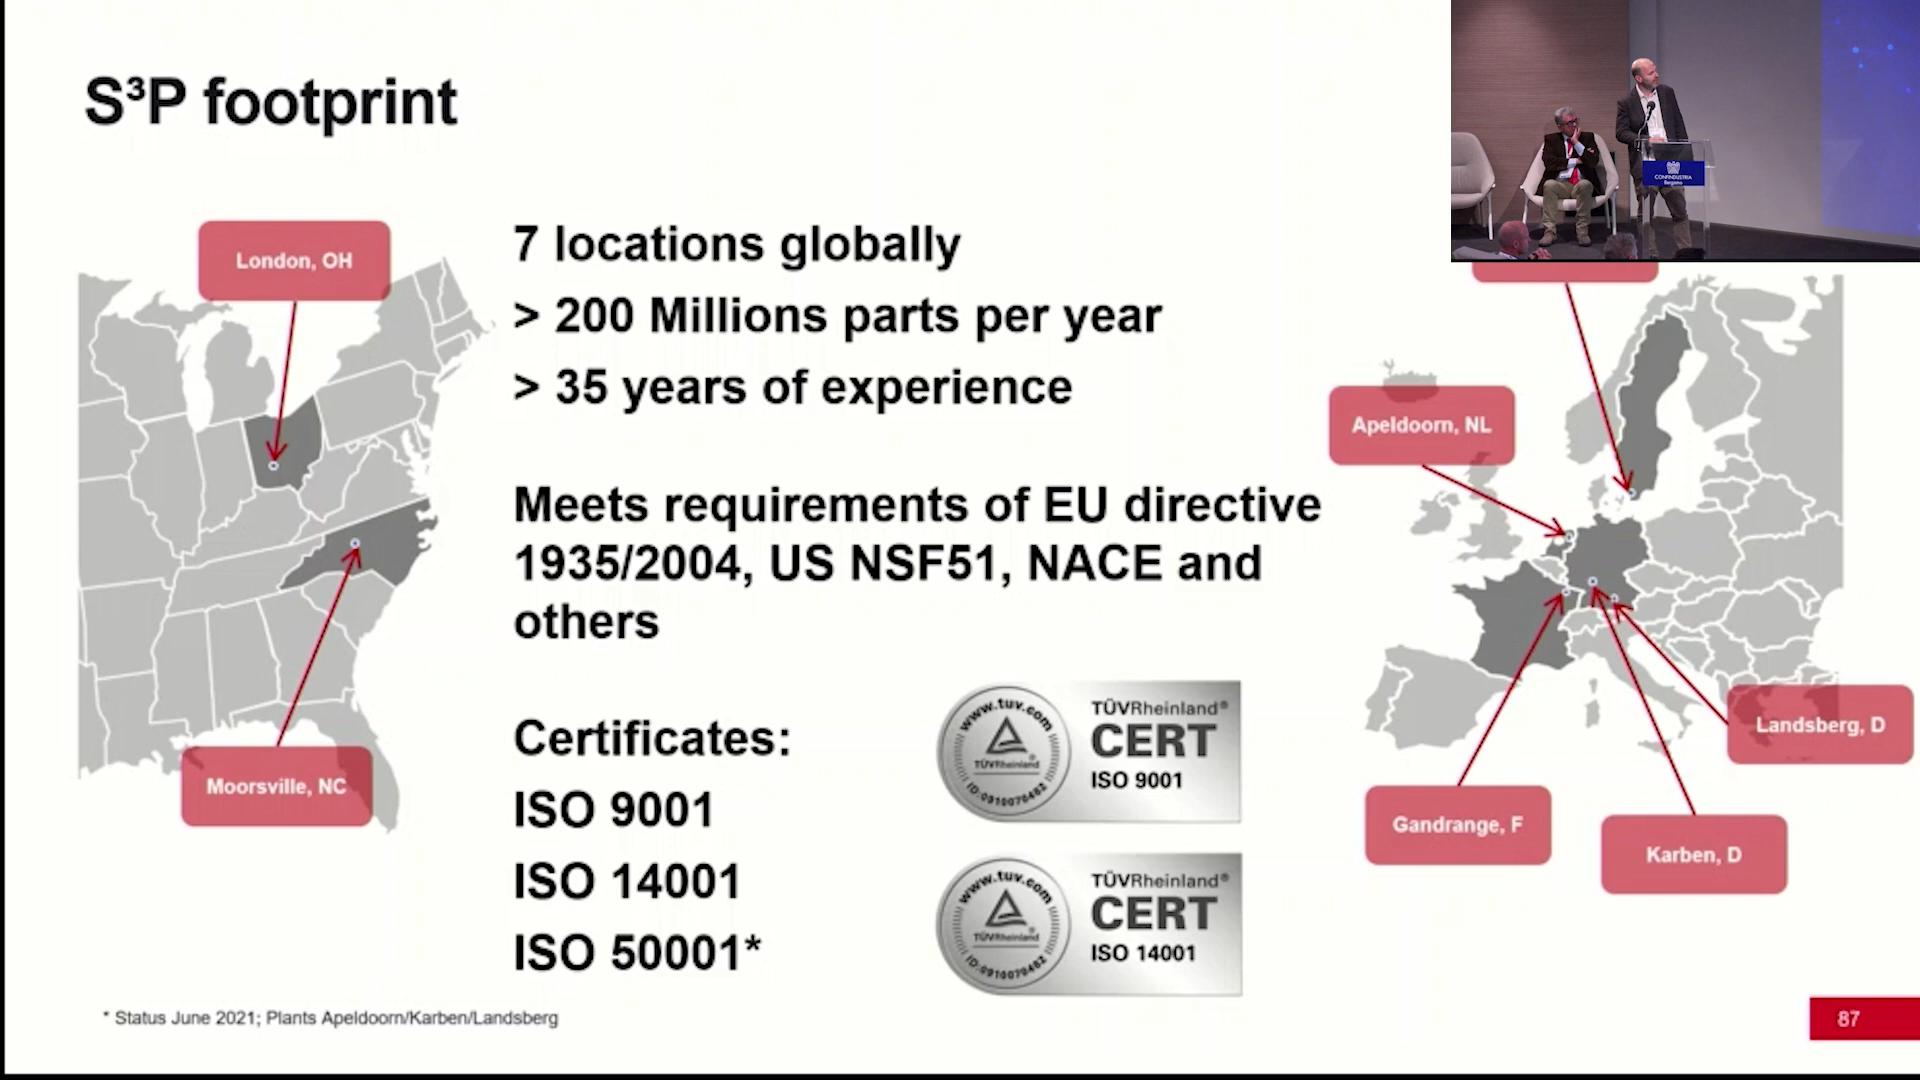 S³P footprint
London, OH
7 locations globally
> 200 Millions parts per year
> 35 years of experience
Apeldoorn, NL
Meets requirements of EU directive
1935/2004, US NSF51, NACE and
others
Moorsville, NC
Landsberg, D
Gandrange, F
Karben, D
Certificates:
ISO 9001
ISO 14001
ISO 50001*
www.tuv.com
TÜVRheinland
ID:0910070462
TÜVRheinland®
CERT
ISO 9001
www.tuv.com
TÜVRheinland
ID:0910070462
TÜVRheinland®
CERT
ISO 14001
* Status June 2021; Plants Apeldoorn/Karben/Landsberg
87
CONFINDUSTRIA
Bergamo